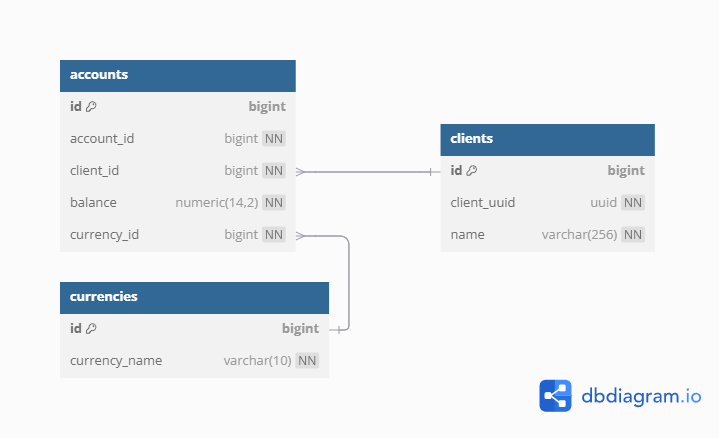 accounts
id bigint
account_id bigint NN
client_id bigint NN
balance numeric(14,2) NN
currency_id bigint NN
clients
id bigint
client_uuid uuid NN
name varchar(256) NN
currencies
id bigint
currency_name varchar(10) NN
dbdiagram.io